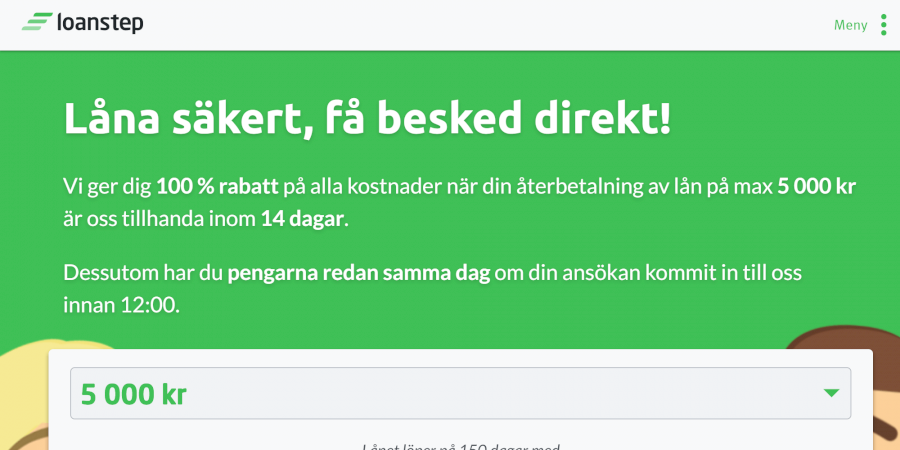 loanstep
Meny
Låna säkert, få besked direkt!
Vi ger dig 100 % rabatt på alla kostnader när din återbetalning av lån på max 5 000 kr
är oss tillhanda inom 14 dagar.
Dessutom har du pengarna redan samma dag om din ansökan kommit in till oss
innan 12:00.
5 000 kr
Lånet löper på 150 dagar med